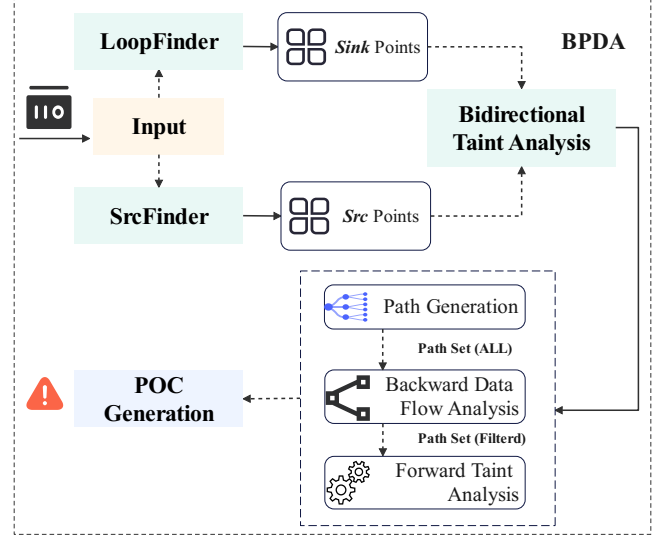 LoopFinder
Sink Points
BPDA
110
Input
Bidirectional
Taint Analysis
SrcFinder
Src Points
Path Generation
Path Set (ALL)
POC
Generation
Backward Data
Flow Analysis
Path Set (Filterd)
Forward Taint
Analysis